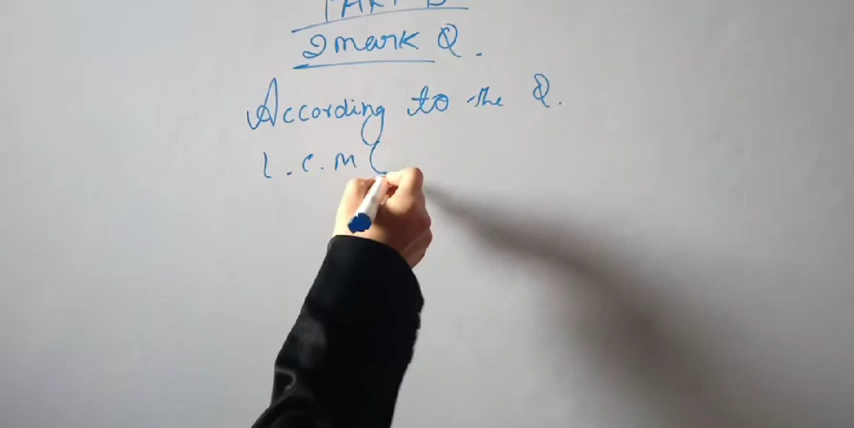 PART B
2 mark Q.
According to the Q.
L.C.M (